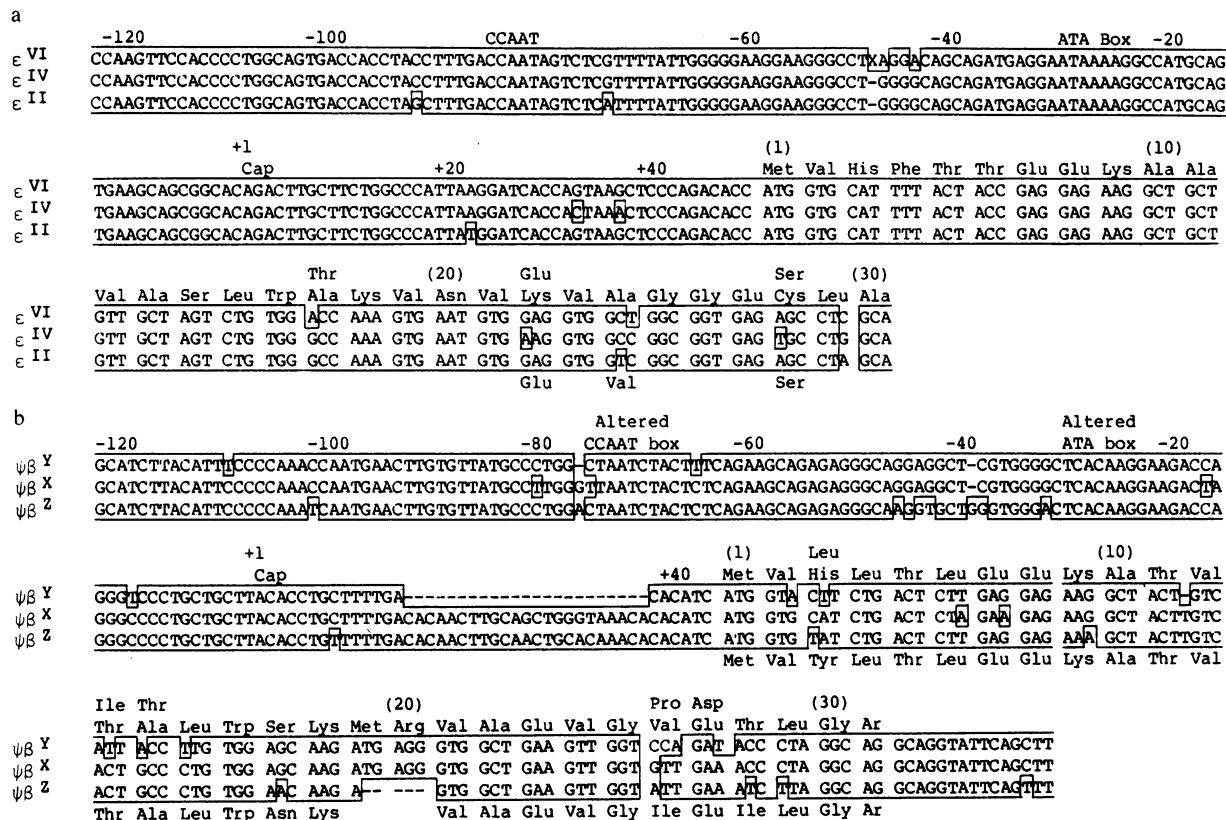 a
-120 -100 CCAAT -60 -40 ATA Box -20
ε VI CCAAGTTCCACCCCTGGCAGTGACCACCTACCTTTGACCAATAGTCTCGTTTTATTGGGGGAAGGAAGGGCCTXAGGACAGCAGATGAGGAATAAAAGGCCATGCAG
ε IV CCAAGTTCCACCCCTGGCAGTGACCACCTACCTTTGACCAATAGTCTCGTTTTATTGGGGGAAGGAAGGGCCT-GGGGCAGCAGATGAGGAATAAAAGGCCATGCAG
ε II CCAAGTTCCACCCCTGGCAGTGACCACCTAGCTTTGACCAATAGTCTCATTTTATTGGGGGAAGGAAGGGCCT-GGGGCAGCAGATGAGGAATAAAAGGCCATGCAG
+1 (1) (10)
Cap +20 +40 Met Val His Phe Thr Thr Glu Glu Lys Ala Ala
ε VI TGAAGCAGCGGCACAGACTTGCTTCTGGCCCATTAAGGATCACCAGTAAGCTCCCAGACACC ATG GTG CAT TTT ACT ACC GAG GAG AAG GCT GCT
ε IV TGAAGCAGCGGCACAGACTTGCTTCTGGCCCATTAAGGATCACCACTAAACTCCCAGACACC ATG GTG CAT TTT ACT ACC GAG GAG AAG GCT GCT
ε II TGAAGCAGCGGCACAGACTTGCTTCTGGCCCATTATGGATCACCAGTAAGCTCCCAGACACC ATG GTG CAT TTT ACT ACC GAG GAG AAG GCT GCT
Thr (20) Glu Ser (30)
Val Ala Ser Leu Trp Ala Lys Val Asn Val Lys Val Ala Gly Gly Glu Cys Leu Ala
ε VI GTT GCT AGT CTG TGG ACC AAA GTG AAT GTG GAG GTG GCT GGC GGT GAG AGC CTC GCA
ε IV GTT GCT AGT CTG TGG GCC AAA GTG AAT GTG AAG GTG GCC GGC GGT GAG TGC CTG GCA
ε II GTT GCT AGT CTG TGG GCC AAA GTG AAT GTG GAG GTG GTC GGC GGT GAG AGC CTA GCA
Glu Val Ser
b
Altered Altered
-120 -100 -80 CCAAT box -60 -40 ATA box -20
ψβ Y GCATCTTACATTTCCCCAAACCAATGAACTTGTGTTATGCCCTGG-CTAATCTACTTTCAGAAGCAGAGAGGGCAGGAGGCT-CGTGGGGCTCACAAGGAAGACCA
ψβ X GCATCTTACATTCCCCCAAACCAATGAACTTGTGTTATGCCTTGGGTTAATCTACTCTCAGAAGCAGAGAGGGCAGGAGGCT-CGTGGGGCTCACAAGGAAGACTA
ψβ Z GCATCTTACATTCCCCCAAATCAATGAACTTGTGTTATGCCCTGGACTAATCTACTCTCAGAAGCAGAGAGGGCAAGGTGCTGGGTGGGACTCACAAGGAAGACCA
+1 (1) Leu (10)
Cap +40 Met Val His Leu Thr Leu Glu Glu Lys Ala Thr Val
ψβ Y GGGTCCCTGCTGCTTACACCTGCTTTTGA------------------------CACATC ATG GTA CTT CTG ACT CTT GAG GAG AAG GCT ACT-GTC
ψβ X GGGCCCCTGCTGCTTACACCTGCTTTTGACACAACTTGCAGCTGGGTAAACACACATC ATG GTG CAT CTG ACT CTA GAA GAG AAG GCT ACTTGTC
ψβ Z GGGCCCCTGCTGCTTACACCTGTTTTTGACACAACTTGCAGCTGGGTAAACACACATC ATG GTG TAT CTG ACT CTT GAG GAG AAA GCT ACTTGTC
Met Val Tyr Leu Thr Leu Glu Glu Lys Ala Thr Val
Ile Thr (20) Pro Asp (30)
Thr Ala Leu Trp Ser Lys Met Arg Val Ala Glu Val Gly Val Glu Thr Leu Gly Ar
ψβ Y ATT ACC TTG TGG AGC AAG ATG AGG GTG GCT GAA GTT GGT CCA GAT ACC CTA GGC AG GCAGGTATTCAGCTT
ψβ X ACT GCC CTG TGG AGC AAG ATG AGG GTG GCT GAA GTT GGT GTT GAA ACC CTA GGC AG GCAGGTATTCAGCTT
ψβ Z ACT GCC CTG TGG AAC AAG A-- --- GTG GCT GAA GTT GGT ATT GAA ATC TTA GGC AG GCAGGTATTCAGTTT
Thr Ala Leu Trp Asn Lys Val Ala Glu Val Gly Ile Glu Ile Leu Gly Ar